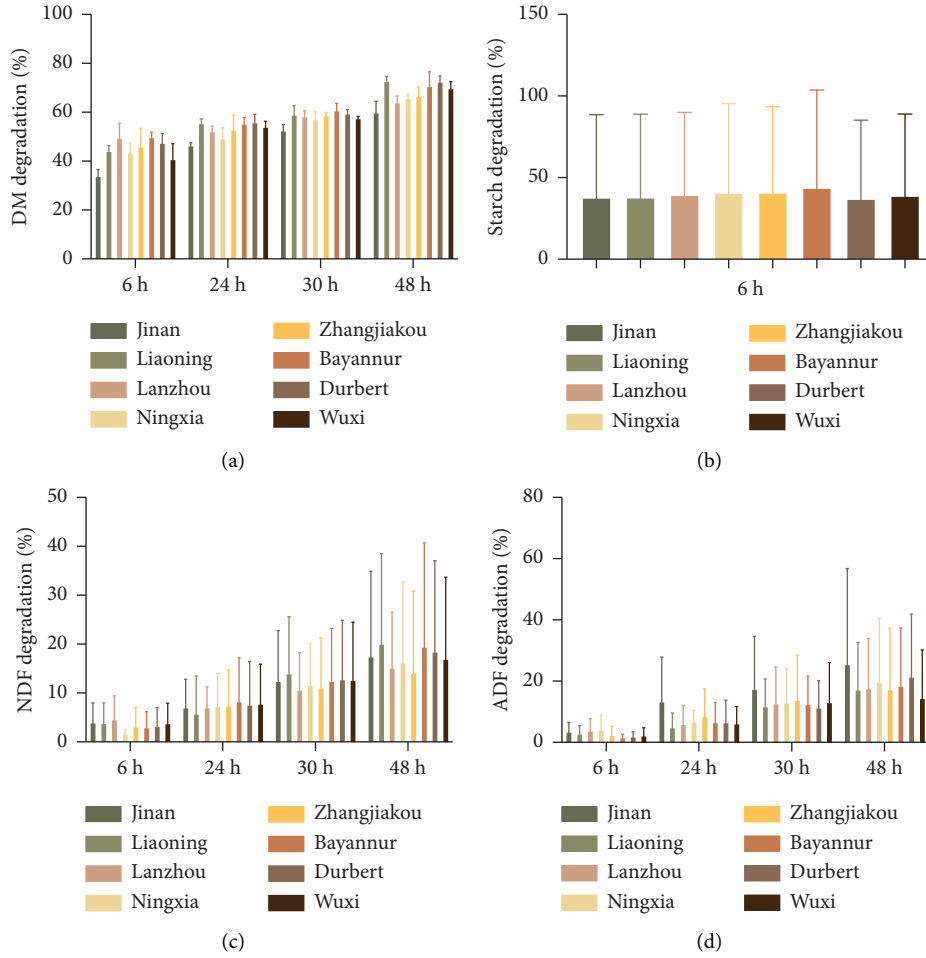 DM degradation (%)
100
80
60
40
20
0
6 h
24 h
30 h
48 h
Jinan
Liaoning
Lanzhou
Ningxia
Zhangjiakou
Bayannur
Durbert
Wuxi
(a)
Starch degradation (%)
150
100
50
0
6 h
Jinan
Liaoning
Lanzhou
Ningxia
Zhangjiakou
Bayannur
Durbert
Wuxi
(b)
NDF degradation (%)
50
40
30
20
10
0
6 h
24 h
30 h
48 h
Jinan
Liaoning
Lanzhou
Ningxia
Zhangjiakou
Bayannur
Durbert
Wuxi
(c)
ADF degradation (%)
80
60
40
20
0
6 h
24 h
30 h
48 h
Jinan
Liaoning
Lanzhou
Ningxia
Zhangjiakou
Bayannur
Durbert
Wuxi
(d)